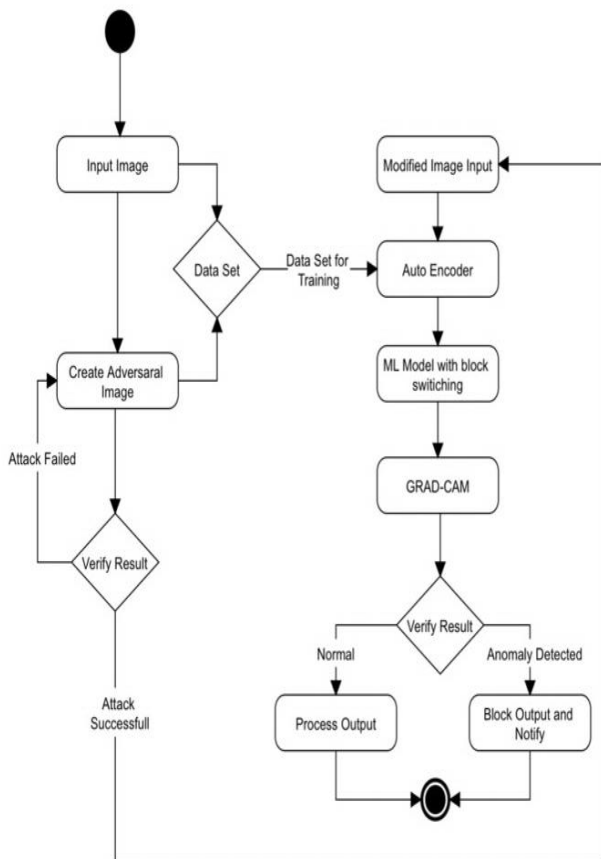 Input Image
Data Set
Create Adversaral
Image
Attack Failed
Verify Result
Attack
Successfull
Data Set for
Training
Modified Image Input
Auto Encoder
ML Model with block
switiching
GRAD-CAM
Verify Result
Normal
Anomaly Detected
Process Output
Block Output and
Notify